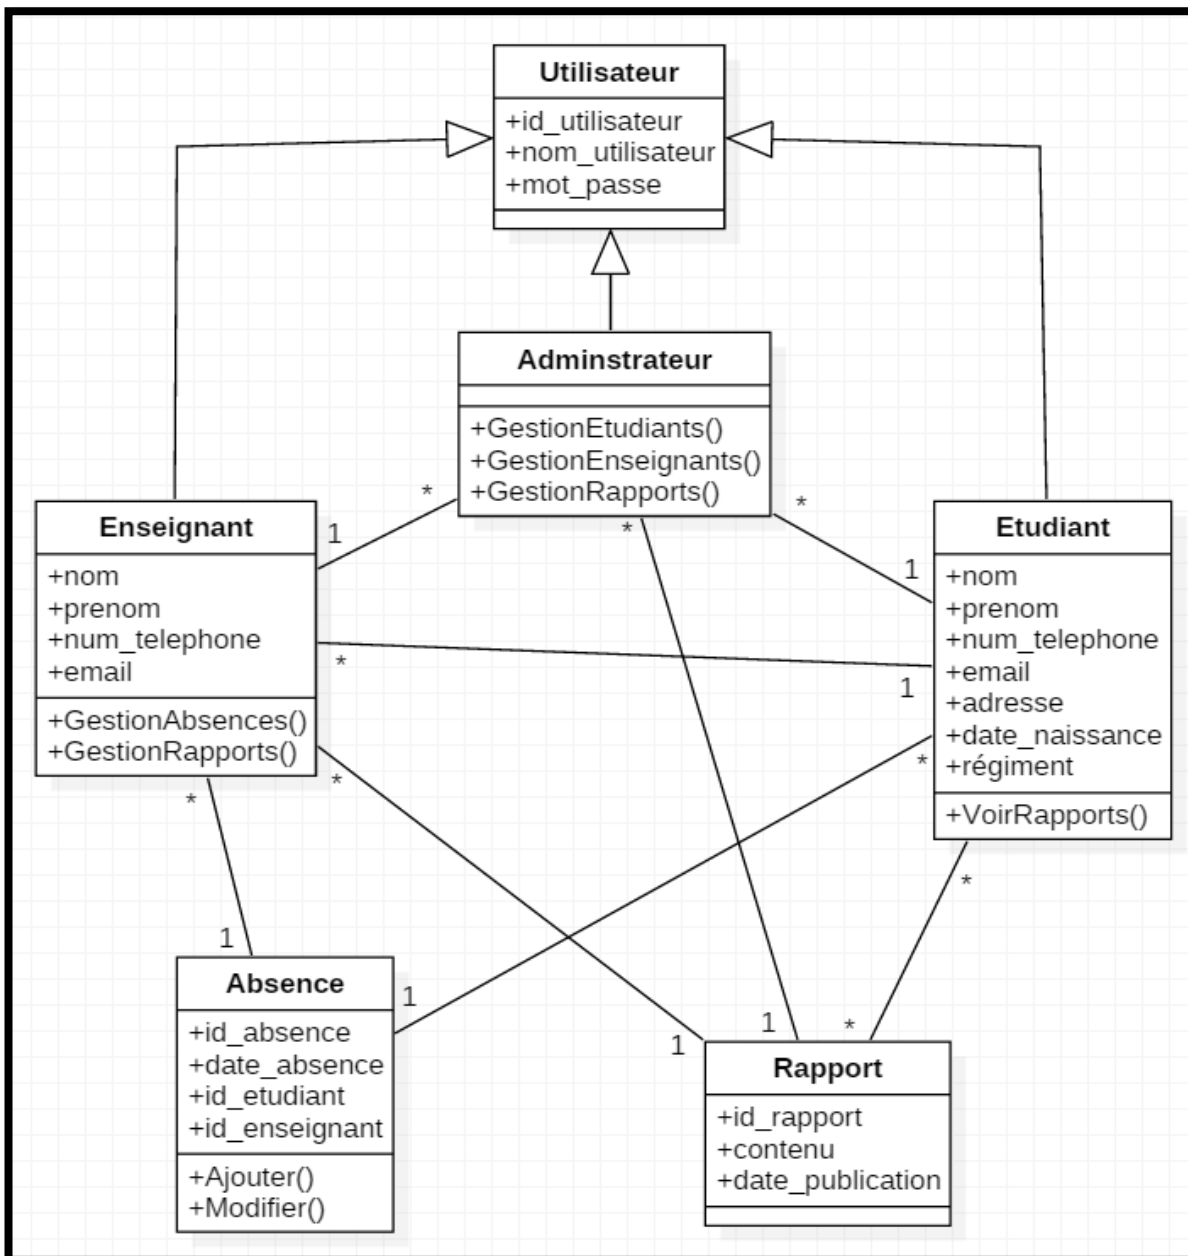 Utilisateur
+id_utilisateur
+nom_utilisateur
+mot_passe
Adminstrateur
+GestionEtudiants()
+GestionEnseignants()
+GestionRapports()
*
*
*
1
1
Enseignant
+nom
+prenom
+num_telephone
+email
+GestionAbsences()
+GestionRapports()
*
1
*
*
*
Etudiant
+nom
+prenom
+num_telephone
+email
+adresse
+date_naissance
+régiment
+VoirRapports()
*
1
1
Absence
+id_absence
+date_absence
+id_etudiant
+id_enseignant
+Ajouter()
+Modifier()
1
1
*
Rapport
+id_rapport
+contenu
+date_publication